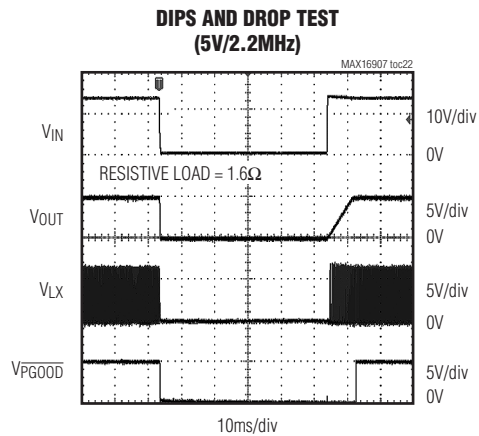 DIPS AND DROP TEST
(5V/2.2MHz)
MAX16907 toc22
VIN
10V/div
0V
RESISTIVE LOAD = 1.6Ω
VOUT
5V/div
0V
VLX
5V/div
0V
VPGOOD
5V/div
0V
10ms/div